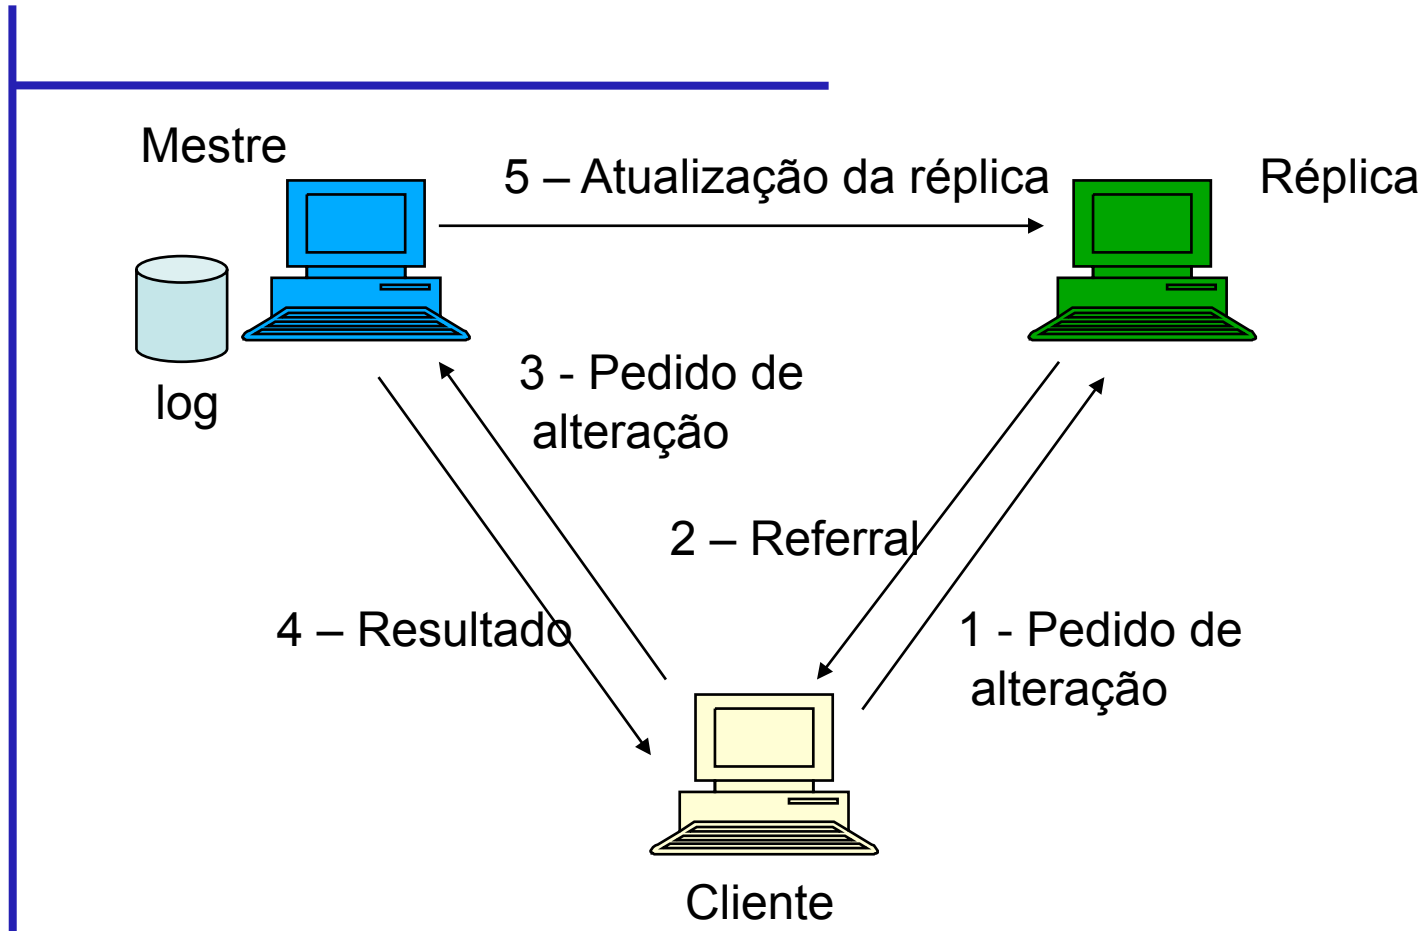 Mestre
5 – Atualização da réplica
Réplica
log
3 - Pedido de
alteração
2 – Referral
4 – Resultado
1 - Pedido de
alteração
Cliente